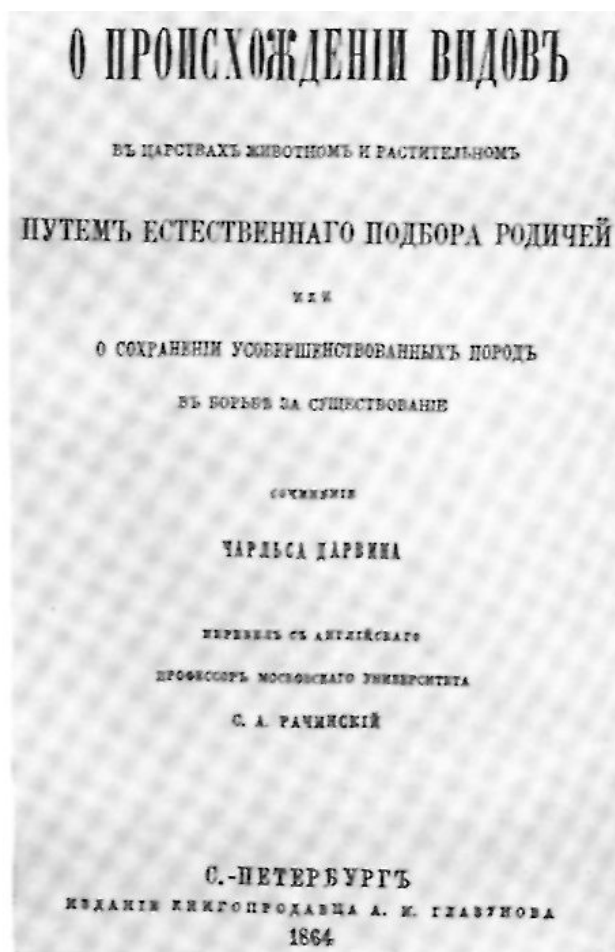 О ПРОИСХОЖДЕНІИ ВИДОВЪ
ВЪ ЦАРСТВАХЪ ЖИВОТНОМЪ И РАСТИТЕЛЬНОМЪ
ПУТЕМЪ ЕСТЕСТВЕННАГО ПОДБОРА РОДИЧЕЙ
ИЛИ
О СОХРАНЕНІИ УСОВЕРШЕНСТВОВАННЫХЪ ПОРОДЪ
ВЪ БОРЬБѢ ЗА СУЩЕСТВОВАНІЕ
СОЧИНЕНІЕ
ЧАРЛЬСА ДАРВИНА
ПЕРЕВЕЛЪ СЪ АНГЛІЙСКАГО
ПРОФЕССОРЪ МОСКОВСКАГО УНИВЕРСИТЕТА
С. А. РАЧИНСКІЙ
С.-ПЕТЕРБУРГЪ
ИЗДАНІЕ КНИГОПРОДАВЦА А. И. ГЛАЗУНОВА
1864